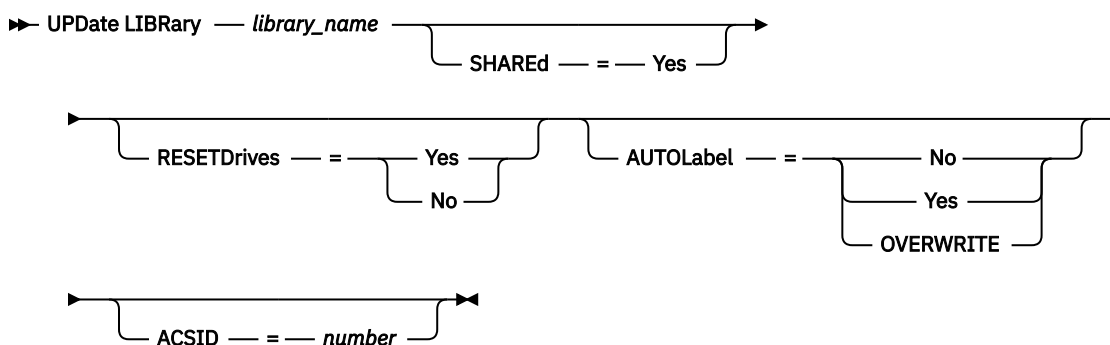 UPDate LIBRary library_name
SHAREd = Yes
RESETDrives = Yes
No
AUTOLabel = No
Yes
OVERWRITE
ACSID = number